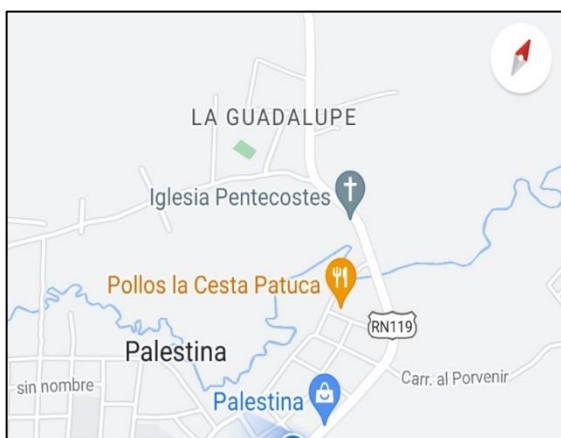 LA GUADALUPE
Iglesia Pentecostes
Pollos la Cesta Patuca
RN119
Palestina
sin nombre
Carr. al Porvenir
Palestina